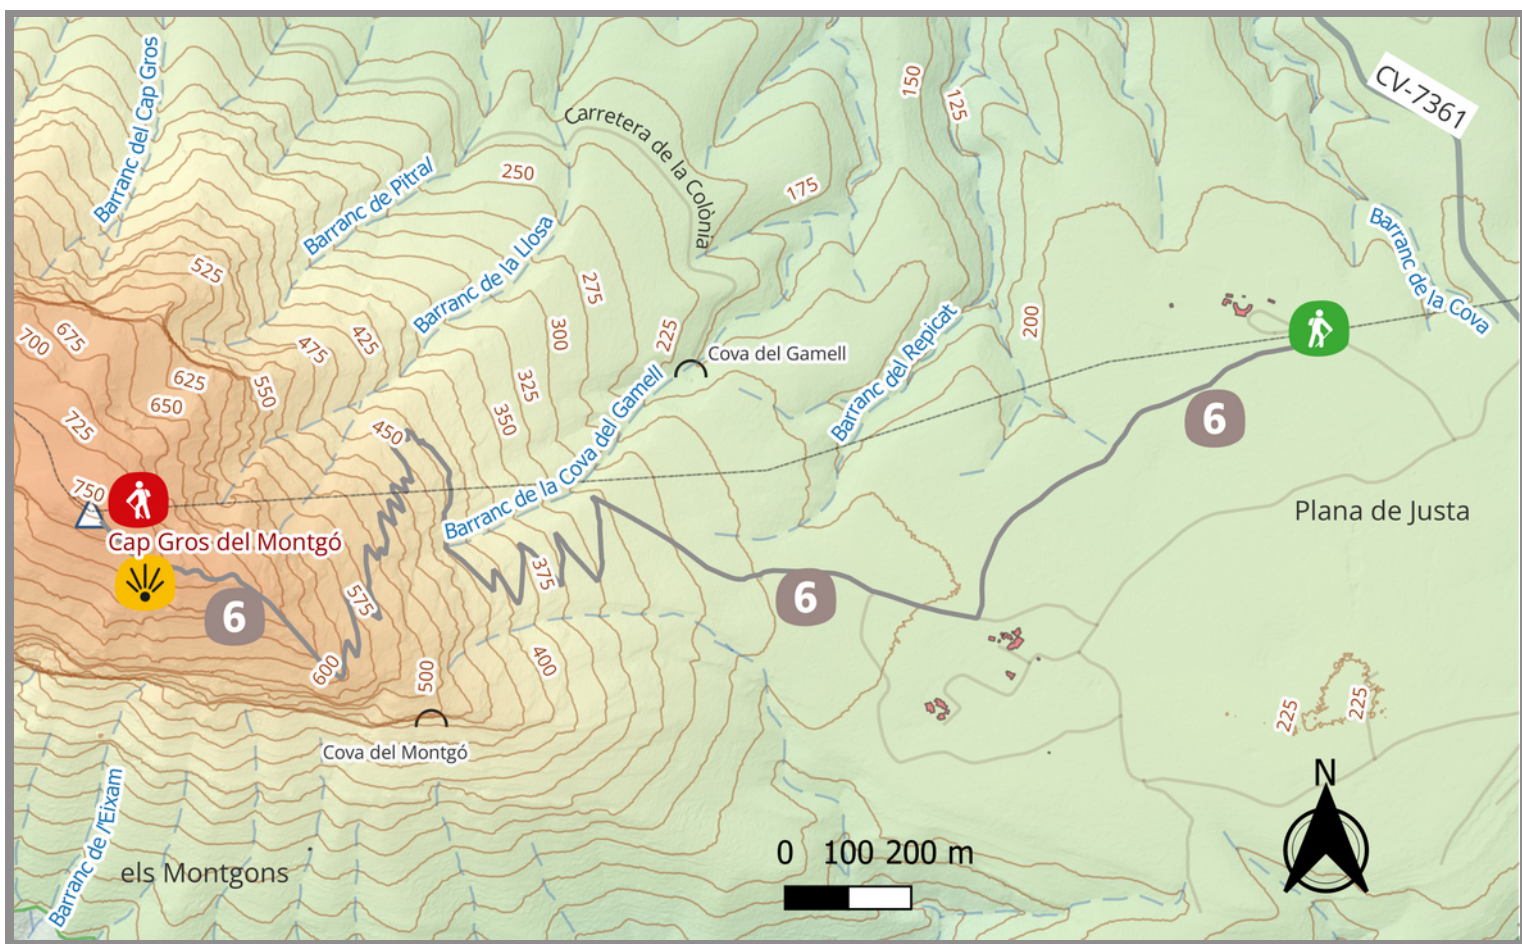 CV-7361
Barranc del Cap Gros
Carretera de la Colònia
150
125
250
175
Barranc de Pitral
Barranc de la Llosa
Barranc de la Cova
525
275
300
225
200
700
675
475
425
Cova del Gamell
Barranc del Repicat
625
550
325
650
350
725
450
6
Barranc de la Cova del Gamell
750
Plana de Justa
Cap Gros del Montgó
375
575
6
6
600
500
400
225
225
Cova del Montgó
N
Barranc de l'Eixam
0 100 200 m
els Montgons